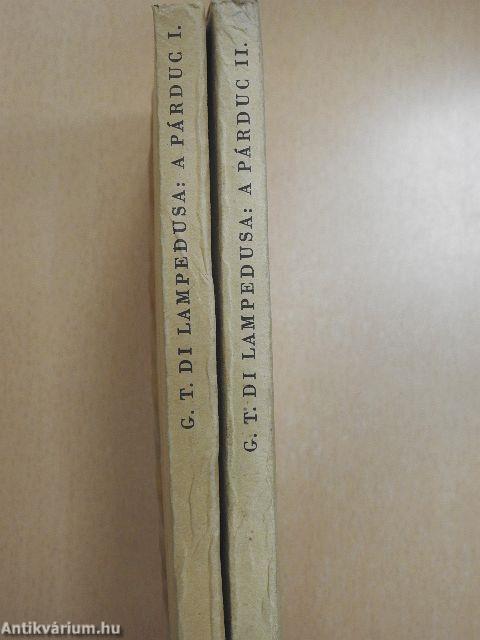 G. T. DI LAMPEDUSA: A PÁRDUC I.
G. T. DI LAMPEDUSA: A PÁRDUC II.
Antikvárium.hu